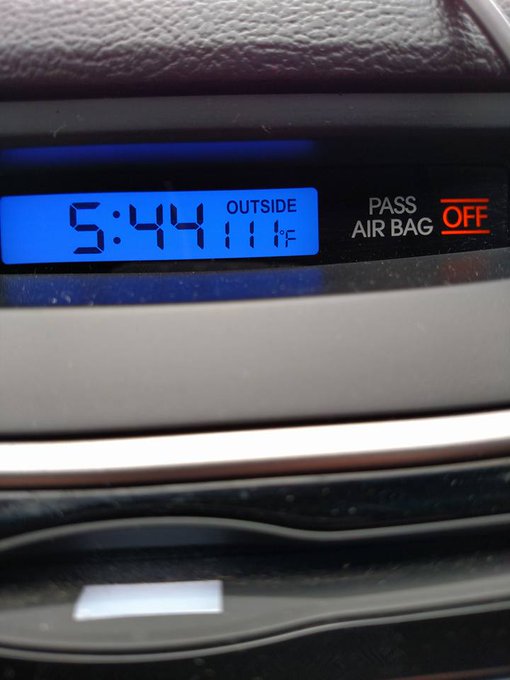 OUTSIDE
5:44 111°F
PASS
AIR BAG OFF